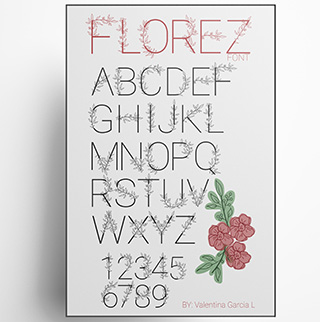 FLOREZ
FONT
ABCDEF
GHIJKL
MNOPQ
RSTUV
WXYZ
12345
6789
BY: Valentina Garcia L